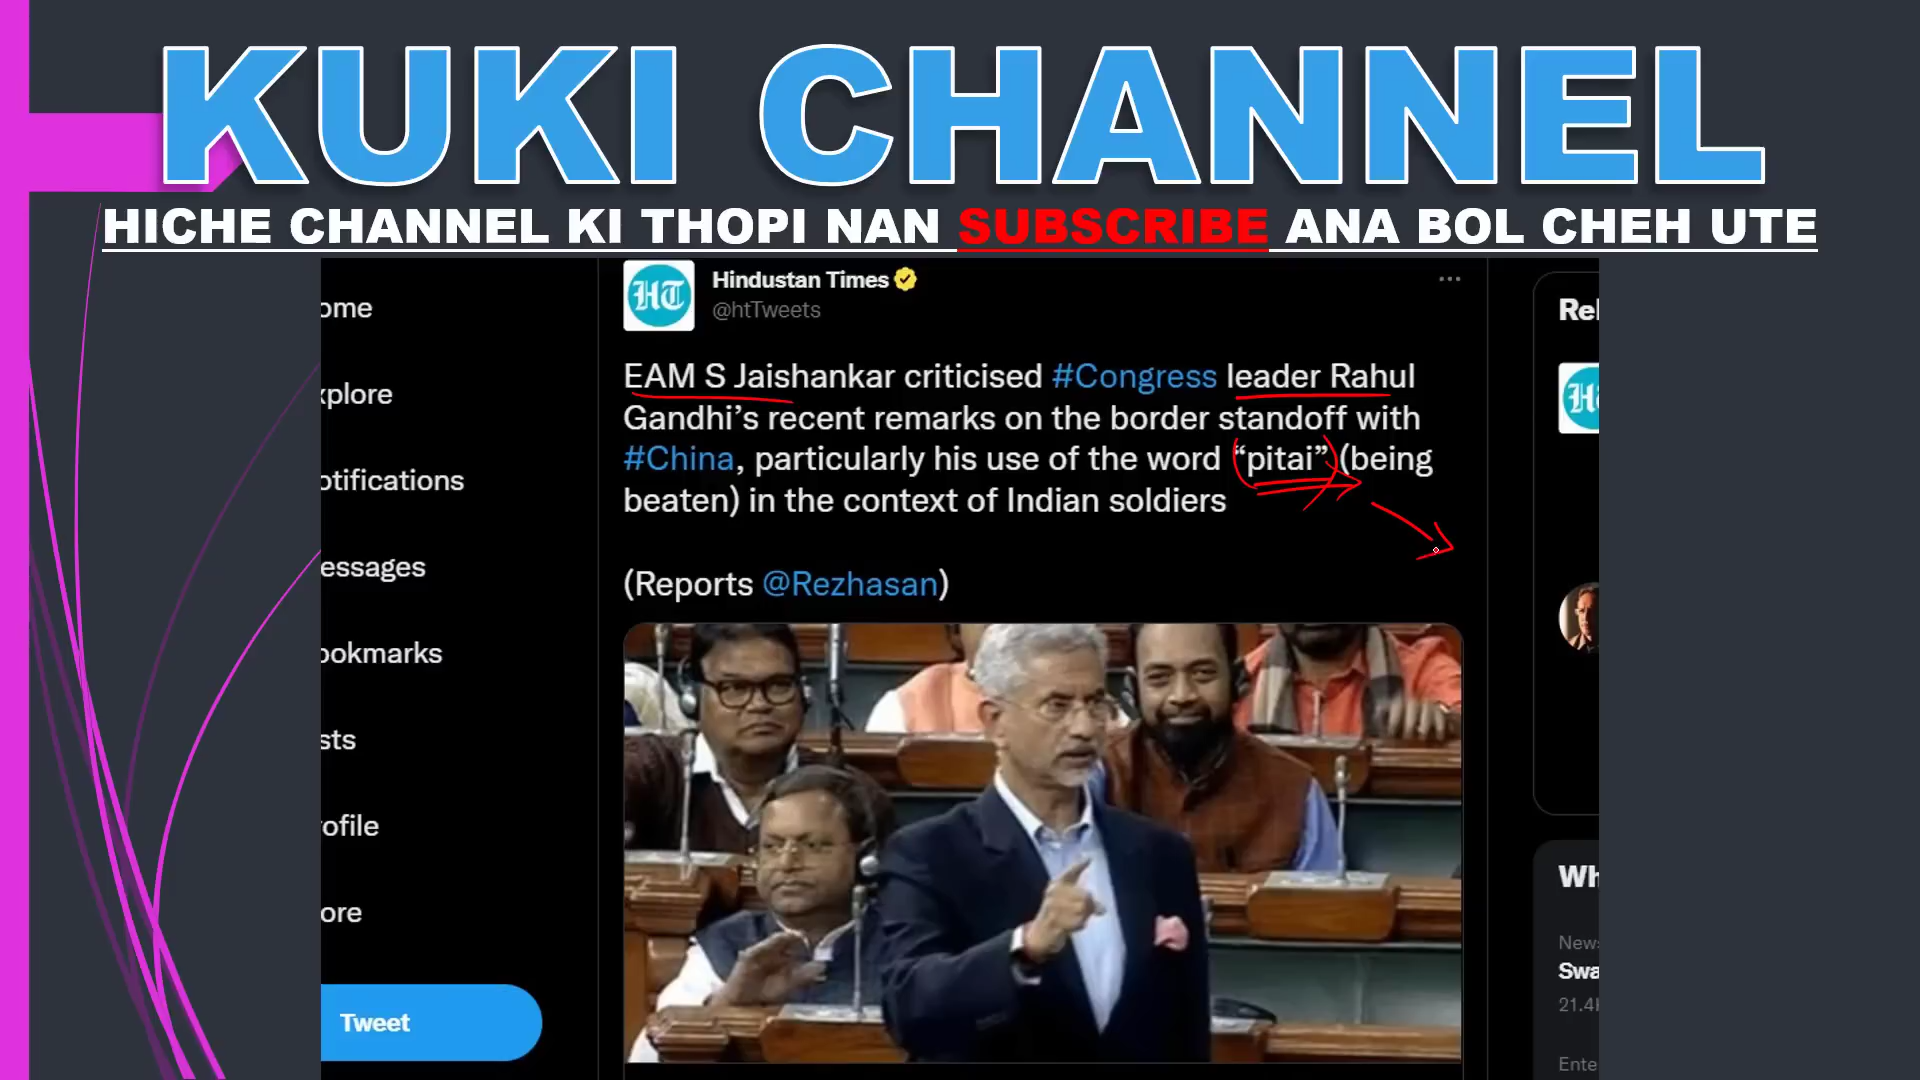 KUKI CHANNEL
HICHE CHANNEL KI THOPI NAN SUBSCRIBE ANA BOL CHEH UTE
ome
xplore
otifications
essages
ookmarks
sts
rofile
ore
Tweet
HT
Hindustan Times
@htTweets
EAM S Jaishankar criticised #Congress leader Rahul
Gandhi's recent remarks on the border standoff with
#China, particularly his use of the word “pitai” (being
beaten) in the context of Indian soldiers
(Reports @Rezhasan)
Rel
H
Wh
News
Swa
21.4
Ente